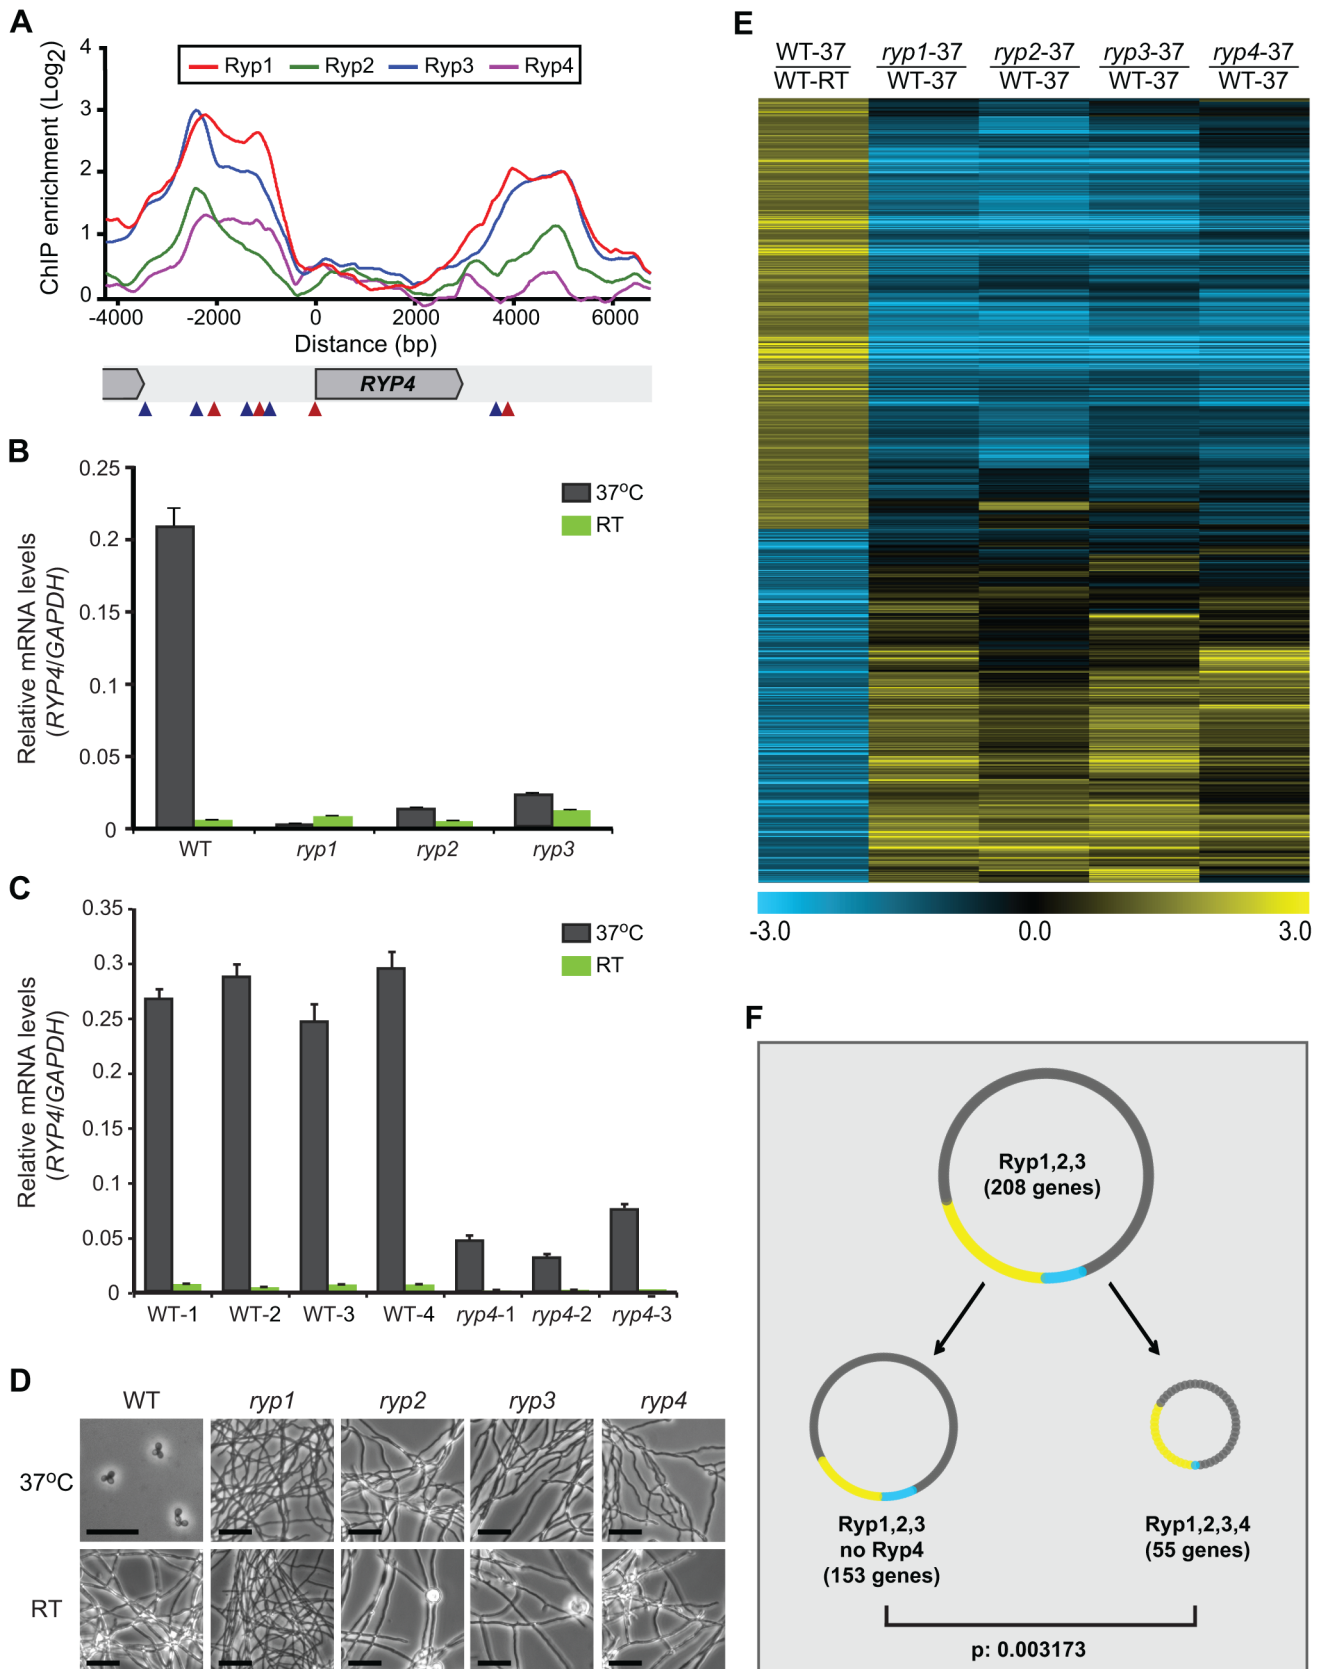 A
ChIP enrichment (Log2)
4
3
2
1
0
Ryp1 Ryp2 Ryp3 Ryp4
-4000 -2000 0 2000 4000 6000
Distance (bp)
RYP4
B
Relative mRNA levels
(RYP4/GAPDH)
0.25
0.2
0.15
0.1
0.05
0
37°C
RT
WT ryp1 ryp2 ryp3
C
Relative mRNA levels
(RYP4/GAPDH)
0.35
0.3
0.25
0.2
0.15
0.1
0.05
0
37°C
RT
WT-1 WT-2 WT-3 WT-4 ryp4-1 ryp4-2 ryp4-3
D
WT ryp1 ryp2 ryp3 ryp4
37°C
RT
E
WT-37 ryp1-37 ryp2-37 ryp3-37 ryp4-37
WT-RT WT-37 WT-37 WT-37 WT-37
-3.0 0.0 3.0
F
Ryp1,2,3
(208 genes)
Ryp1,2,3
no Ryp4
(153 genes)
Ryp1,2,3,4
(55 genes)
p: 0.003173